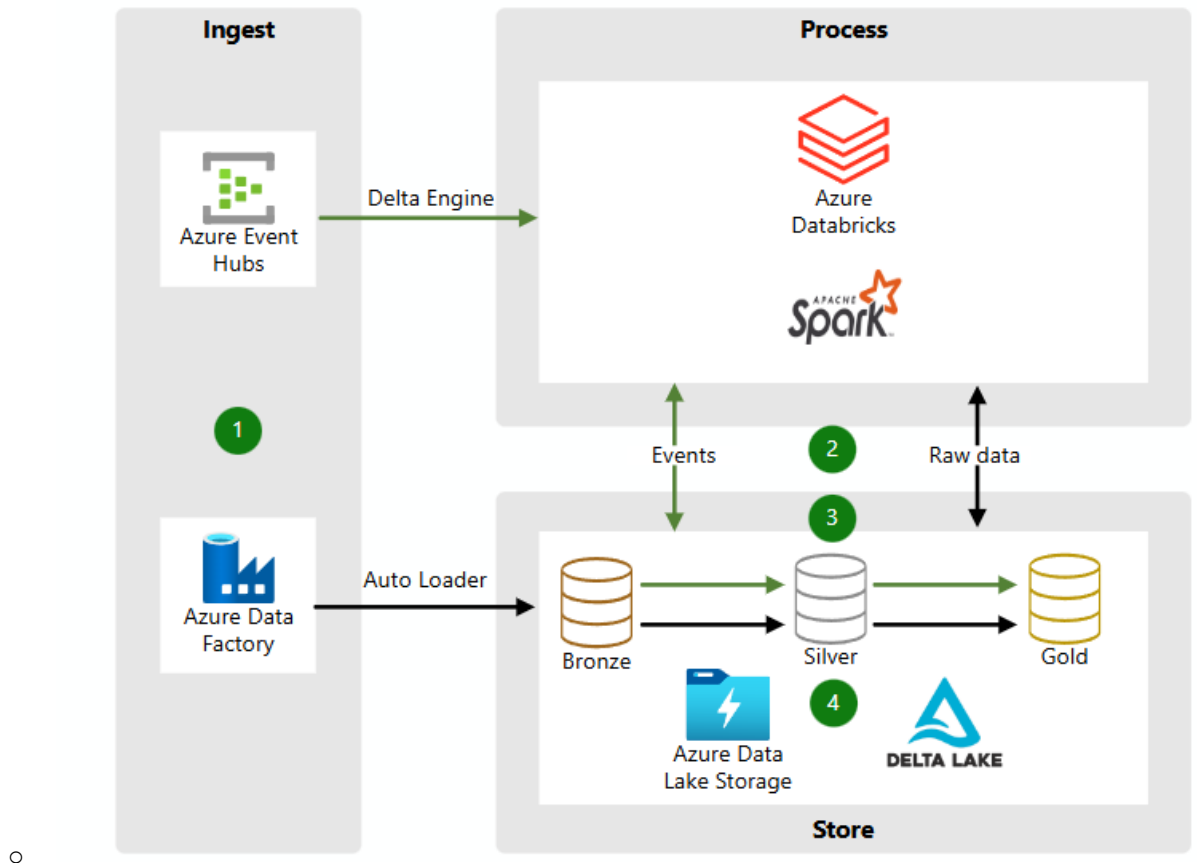 Ingest
Process
Azure Event
Hubs
Delta Engine
Azure
Databricks
APACHE
Spark
1
Events
2
Raw data
3
Azure Data
Factory
Auto Loader
Bronze
Silver
Gold
4
Azure Data
Lake Storage
DELTA LAKE
Store